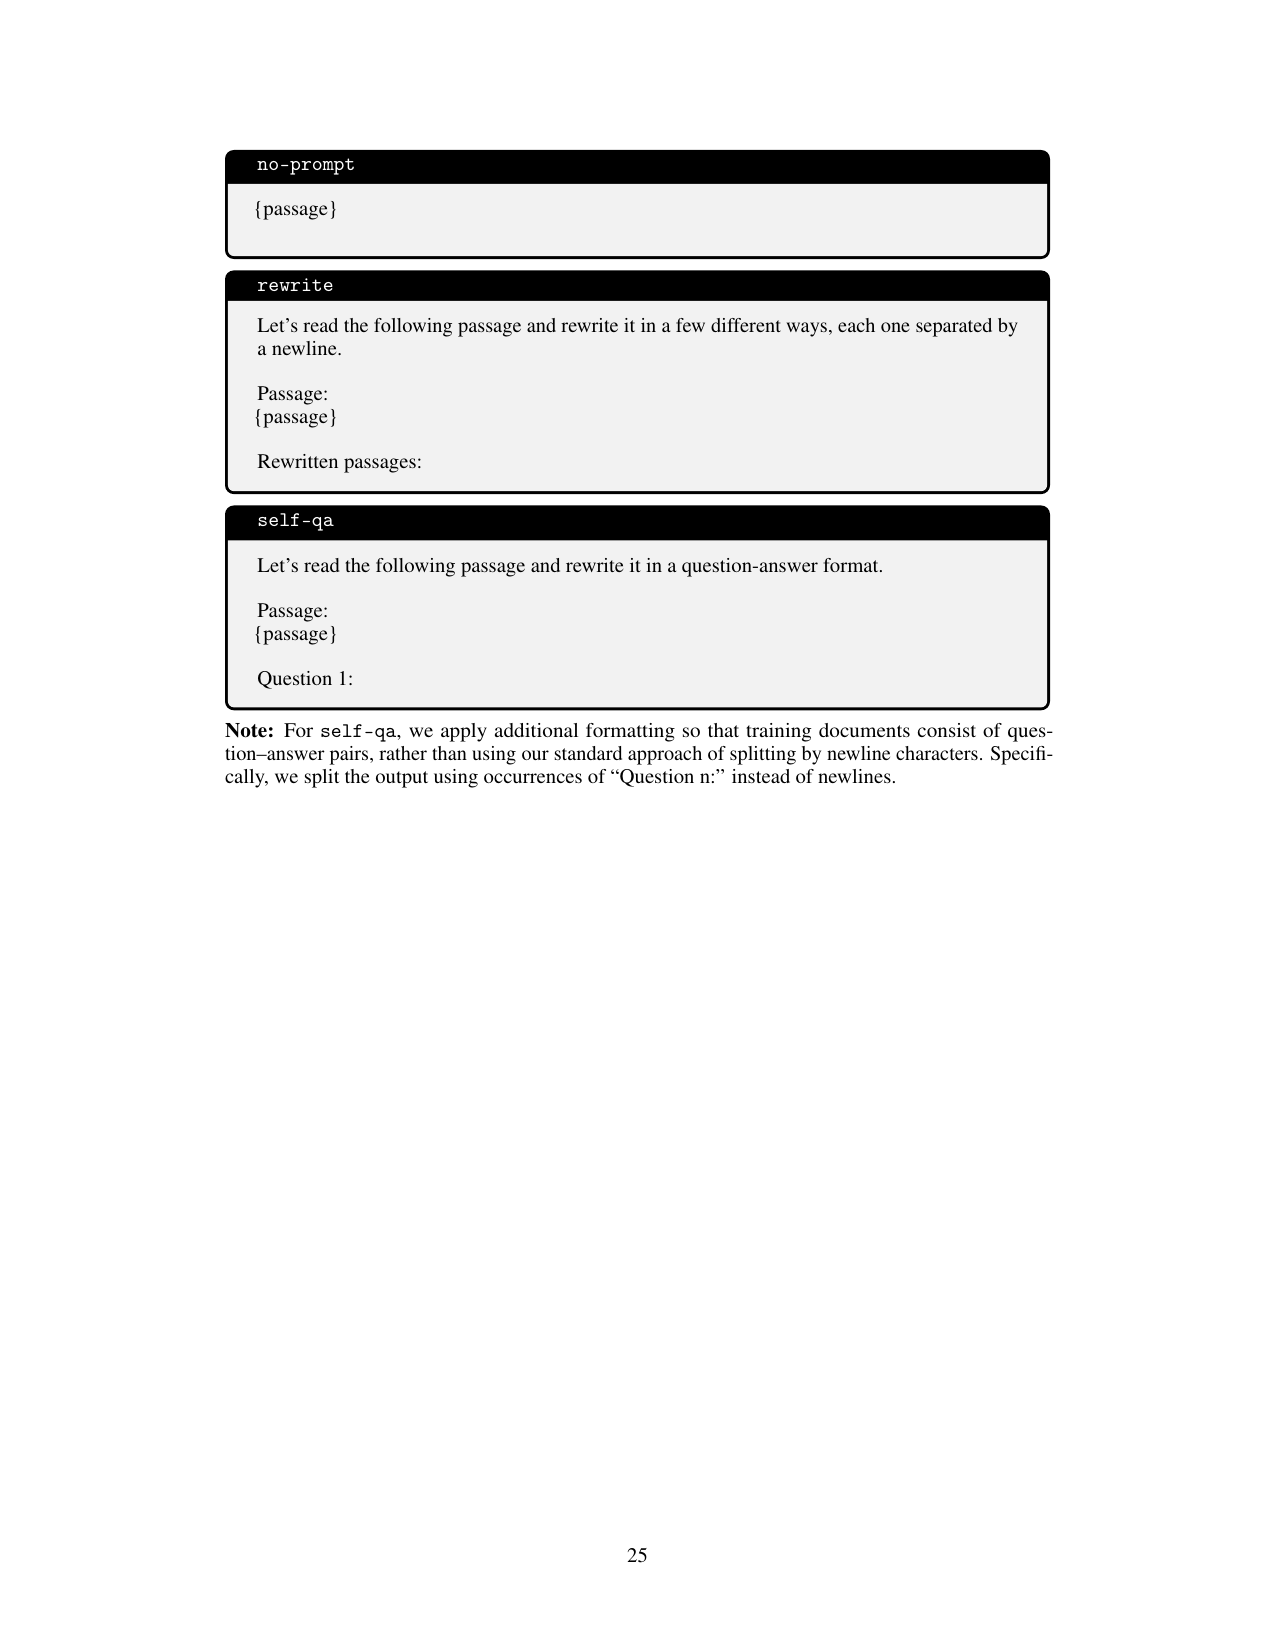 no-prompt
{passage}
rewrite
Let’s read the following passage and rewrite it in a few different ways, each one separated by
a newline.
Passage:
{passage}
Rewritten passages:
self-qa
Let’s read the following passage and rewrite it in a question-answer format.
Passage:
{passage}
Question 1:
Note: For self-qa, we apply additional formatting so that training documents consist of ques-
tion–answer pairs, rather than using our standard approach of splitting by newline characters. Specifi-
cally, we split the output using occurrences of “Question n:” instead of newlines.
25